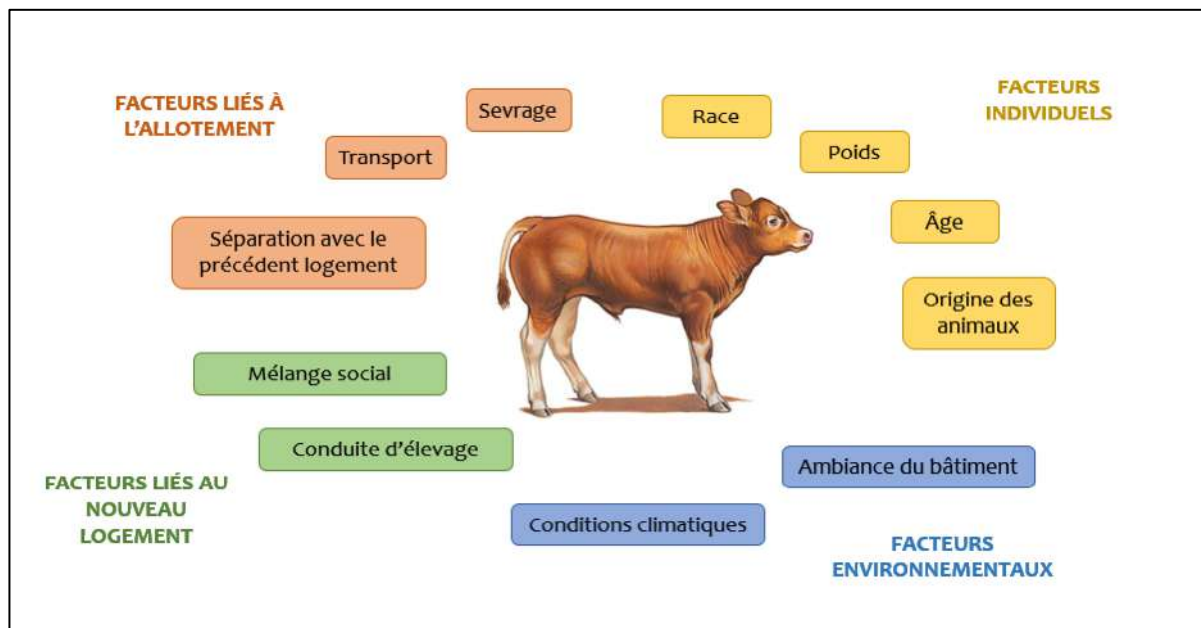 FACTEURS LIÉS À
L'ALLOTEMENT
Sevrage
Transport
Séparation avec le
précédent logement
Race
FACTEURS
INDIVIDUELS
Poids
Âge
Origine des
animaux
Mélange social
Conduite d'élevage
FACTEURS LIÉS AU
NOUVEAU
LOGEMENT
Ambiance du bâtiment
Conditions climatiques
FACTEURS
ENVIRONNEMENTAUX